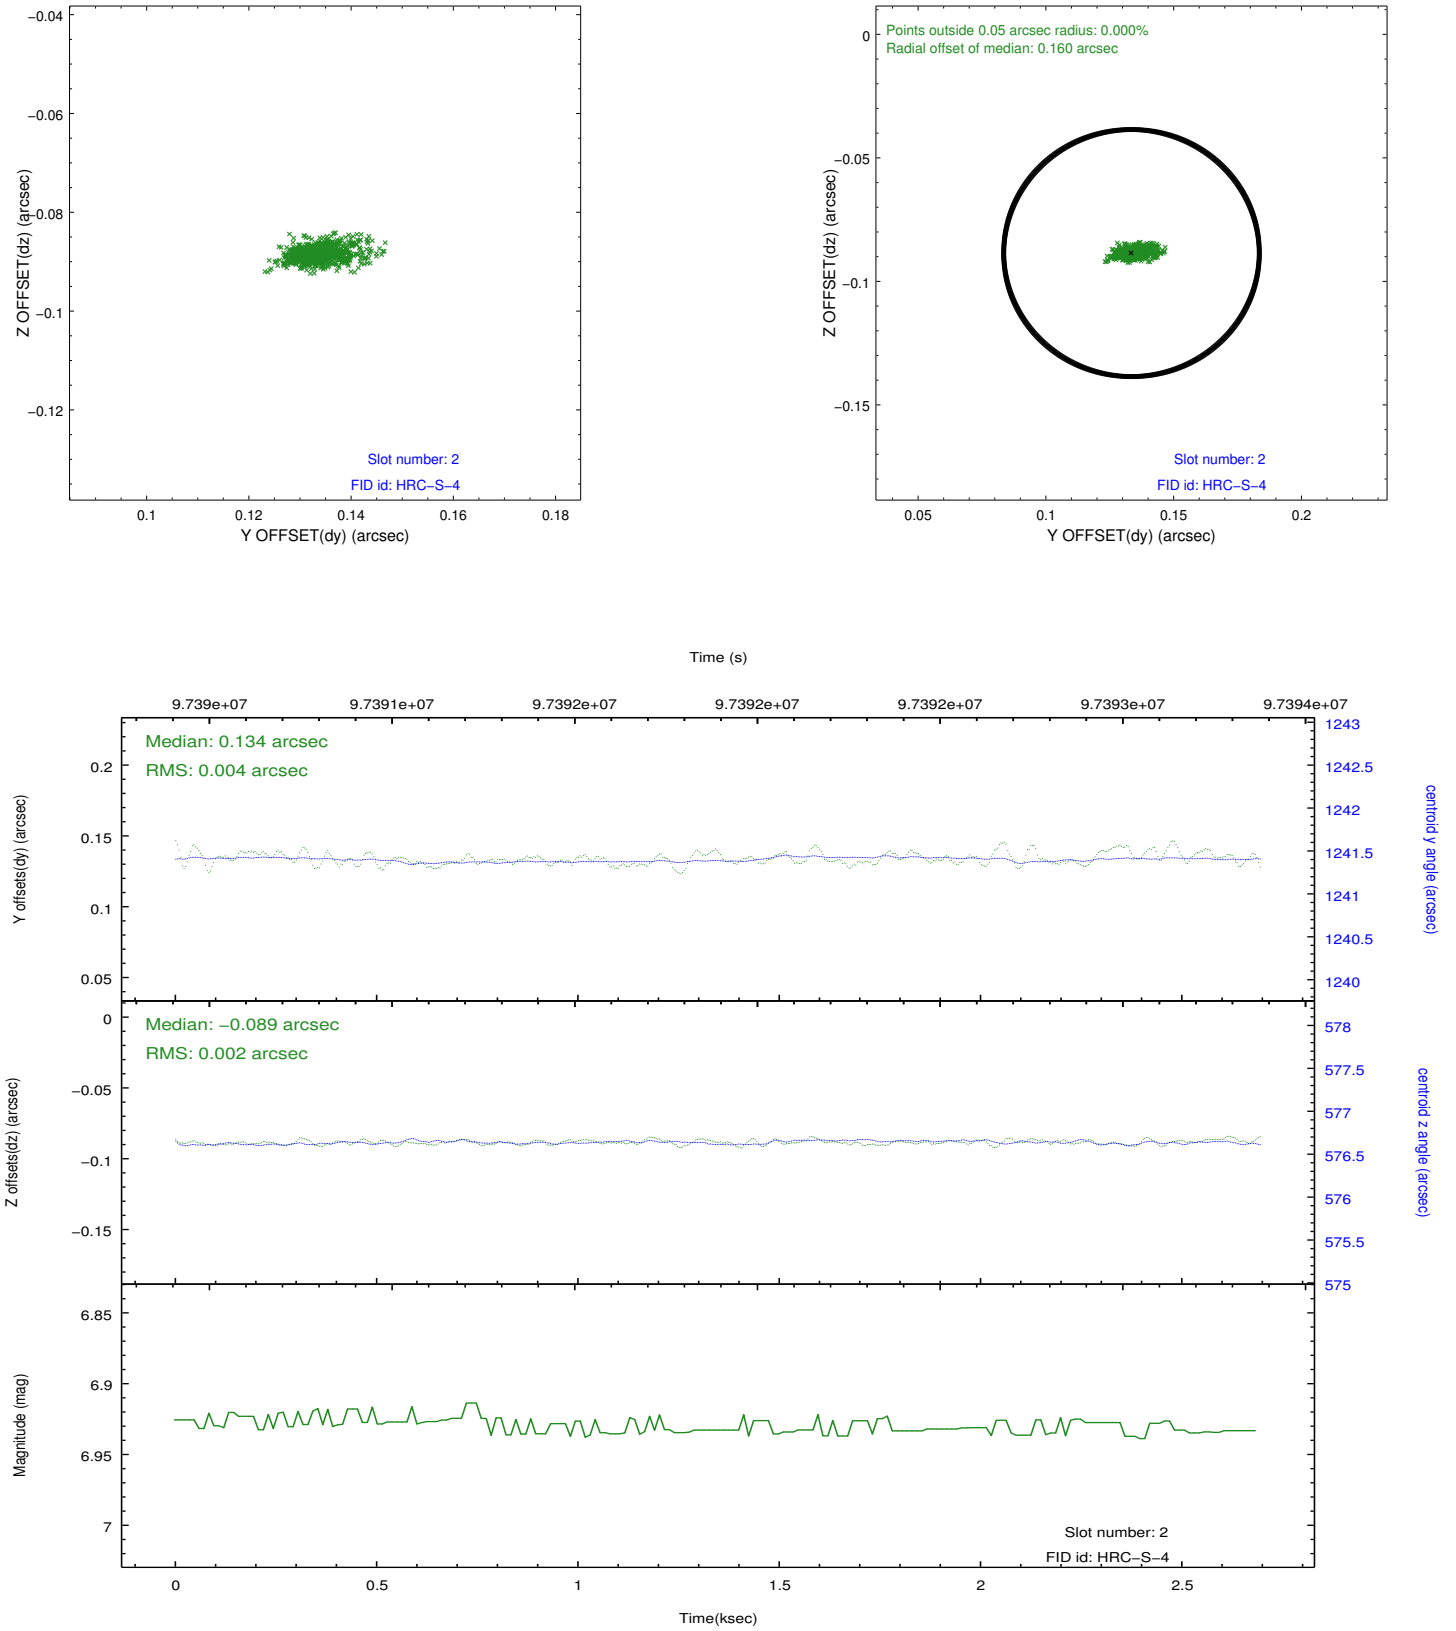 −0.04
−0.06
−0.08
−0.1
−0.12
Z OFFSET(dz) (arcsec)
Slot number: 2
FID id: HRC−S−4
0.1 0.12 0.14 0.16 0.18
Y OFFSET(dy) (arcsec)
Points outside 0.05 arcsec radius: 0.000%
Radial offset of median: 0.160 arcsec
0
−0.05
−0.1
−0.15
Z OFFSET(dz) (arcsec)
Slot number: 2
FID id: HRC−S−4
0.05 0.1 0.15 0.2
Y OFFSET(dy) (arcsec)
Time (s)
9.739e+07 9.7391e+07 9.7392e+07 9.7392e+07 9.7392e+07 9.7393e+07 9.7394e+07
Median: 0.134 arcsec
RMS: 0.004 arcsec
0.2
0.15
0.1
0.05
Y offsets(dy) (arcsec)
1243
1242.5
1242
1241.5
1241
1240.5
1240
centroid y angle (arcsec)
Median: −0.089 arcsec
RMS: 0.002 arcsec
0
−0.05
−0.1
−0.15
Z offsets(dz) (arcsec)
578
577.5
577
576.5
576
575.5
575
centroid z angle (arcsec)
6.85
6.9
6.95
7
Magnitude (mag)
Slot number: 2
FID id: HRC−S−4
0 0.5 1 1.5 2 2.5
Time(ksec)